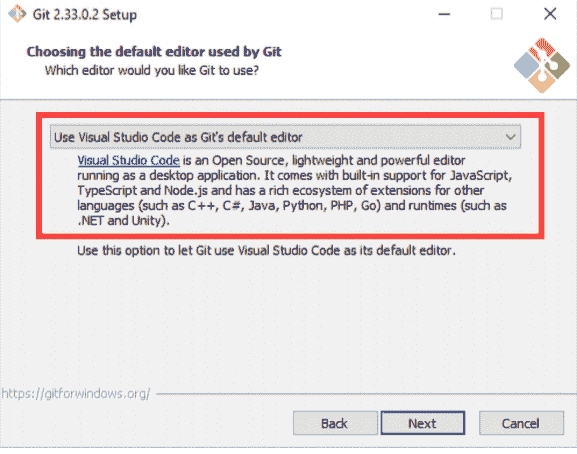 Git 2.33.0.2 Setup
Choosing the default editor used by Git
Which editor would you like Git to use?
Use Visual Studio Code as Git's default editor
Visual Studio Code is an Open Source, lightweight and powerful editor
running as a desktop application. It comes with built-in support for JavaScript,
TypeScript and Node.js and has a rich ecosystem of extensions for other
languages (such as C++, C#, Java, Python, PHP, Go) and runtimes (such as
.NET and Unity).
Use this option to let Git use Visual Studio Code as its default editor.
https://gitforwindows.org/
Back Next Cancel